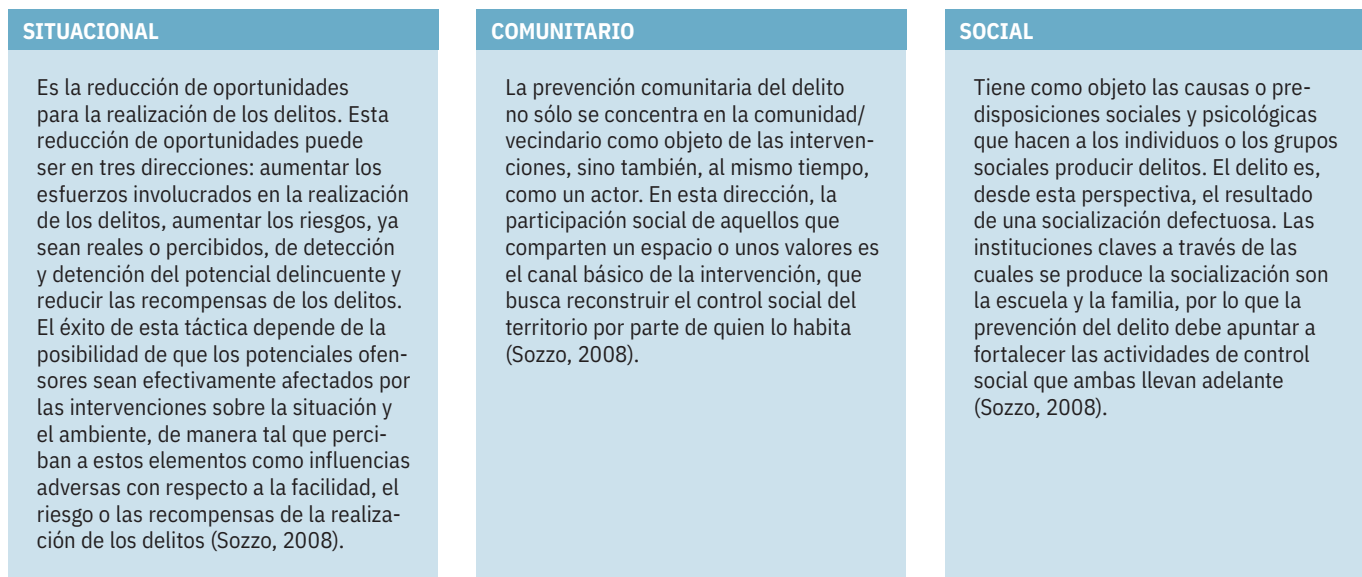 SITUACIONAL
Es la reducción de oportunidades
para la realización de los delitos. Esta
reducción de oportunidades puede
ser en tres direcciones: aumentar los
esfuerzos involucrados en la realización
de los delitos, aumentar los riesgos, ya
sean reales o percibidos, de detección
y detención del potencial delincuente y
reducir las recompensas de los delitos.
El éxito de esta táctica depende de la
posibilidad de que los potenciales ofen-
sores sean efectivamente afectados por
las intervenciones sobre la situación y
el ambiente, de manera tal que perci-
ban a estos elementos como influencias
adversas con respecto a la facilidad, el
riesgo o las recompensas de la realiza-
ción de los delitos (Sozzo, 2008).
COMUNITARIO
La prevención comunitaria del delito
no sólo se concentra en la comunidad/
vecindario como objeto de las interven-
ciones, sino también, al mismo tiempo,
como un actor. En esta dirección, la
participación social de aquellos que
comparten un espacio o unos valores es
el canal básico de la intervención, que
busca reconstruir el control social del
territorio por parte de quien lo habita
(Sozzo, 2008).
SOCIAL
Tiene como objeto las causas o pre-
disposiciones sociales y psicológicas
que hacen a los individuos o los grupos
sociales producir delitos. El delito es,
desde esta perspectiva, el resultado
de una socialización defectuosa. Las
instituciones claves a través de las
cuales se produce la socialización son
la escuela y la familia, por lo que la
prevención del delito debe apuntar a
fortalecer las actividades de control
social que ambas llevan adelante
(Sozzo, 2008).